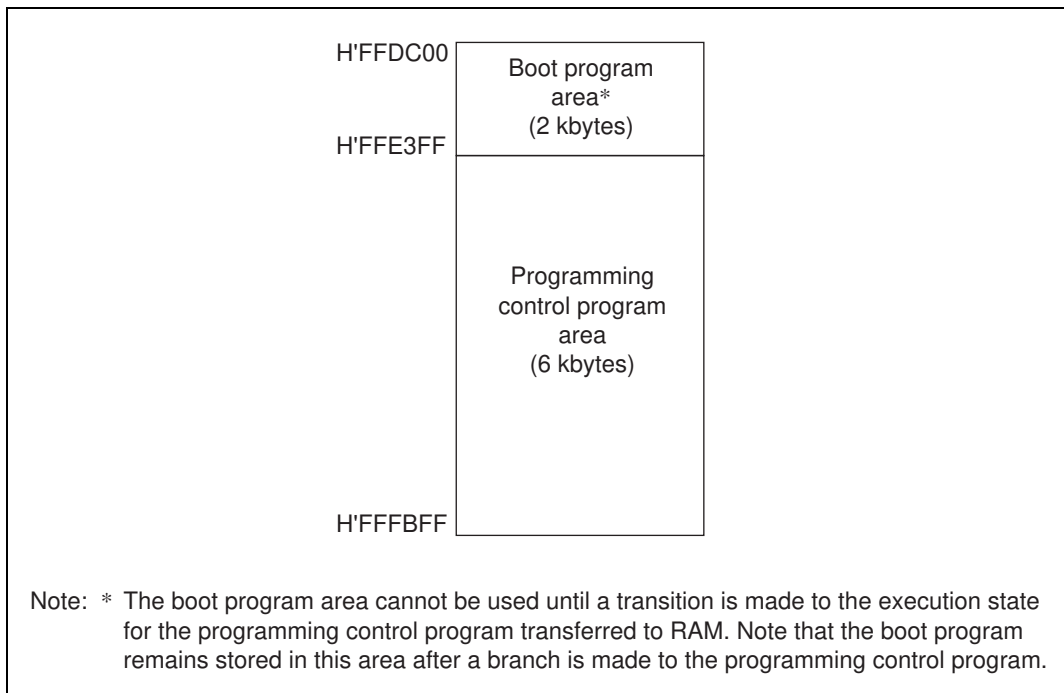 H'FFDC00
Boot program
area*
(2 kbytes)
H'FFE3FF
Programming
control program
area
(6 kbytes)
H'FFFBFF
Note: * The boot program area cannot be used until a transition is made to the execution state
for the programming control program transferred to RAM. Note that the boot program
remains stored in this area after a branch is made to the programming control program.